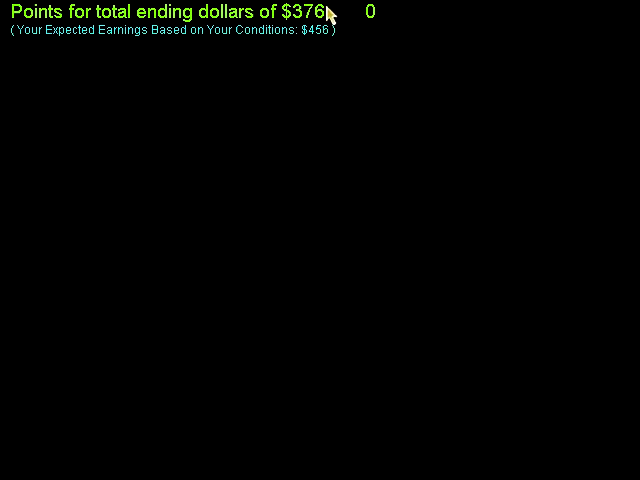 Points for total ending dollars of $376 0
( Your Expected Earnings Based on Your Conditions: $456 )